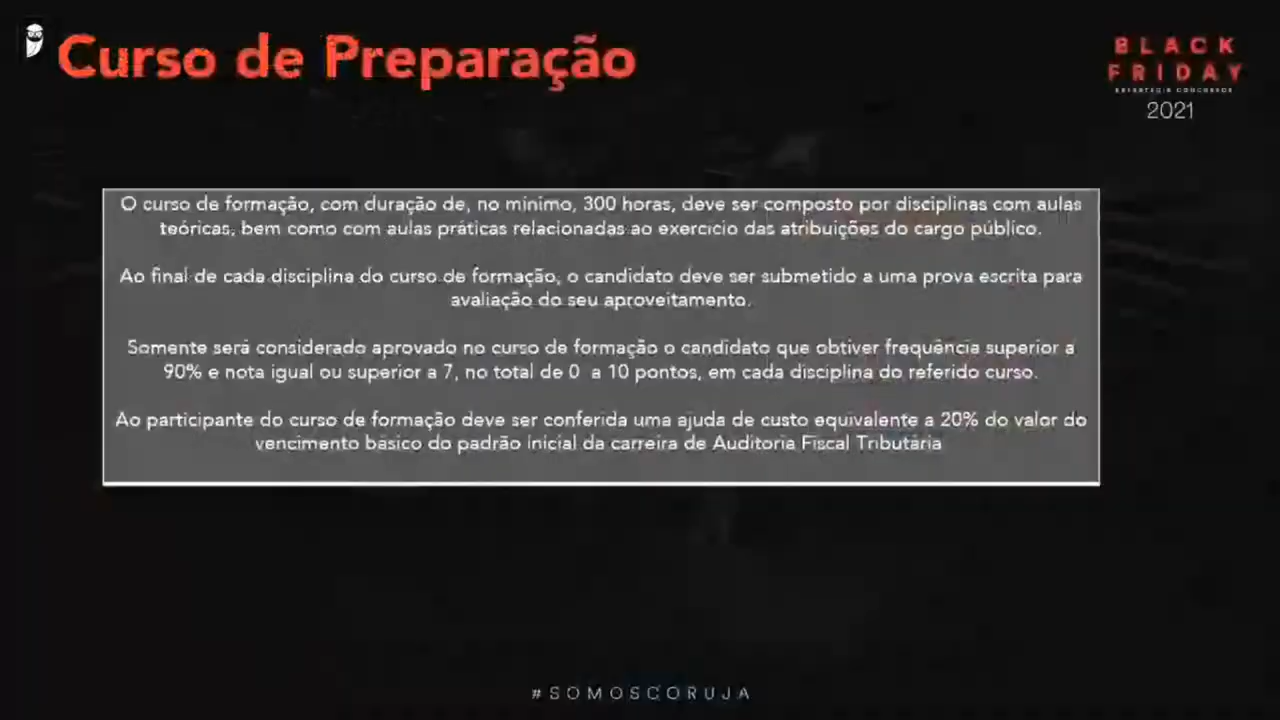 Curso de Preparação
BLACK
FRIDAY
ESTRATÉGIA CONCURSOS
2021
O curso de formação, com duração de, no mínimo, 300 horas, deve ser composto por disciplinas com aulas
teóricas, bem como com aulas práticas relacionadas ao exercício das atribuições do cargo público.
Ao final de cada disciplina do curso de formação, o candidato deve ser submetido a uma prova escrita para
avaliação do seu aproveitamento.
Somente será considerado aprovado no curso de formação o candidato que obtiver frequência superior a
90% e nota igual ou superior a 7, no total de 0 a 10 pontos, em cada disciplina do referido curso.
Ao participante do curso de formação deve ser conferida uma ajuda de custo equivalente a 20% do valor do
vencimento básico do padrão inicial da carreira de Auditoria Fiscal Tributária
#SOMOSCORUJA